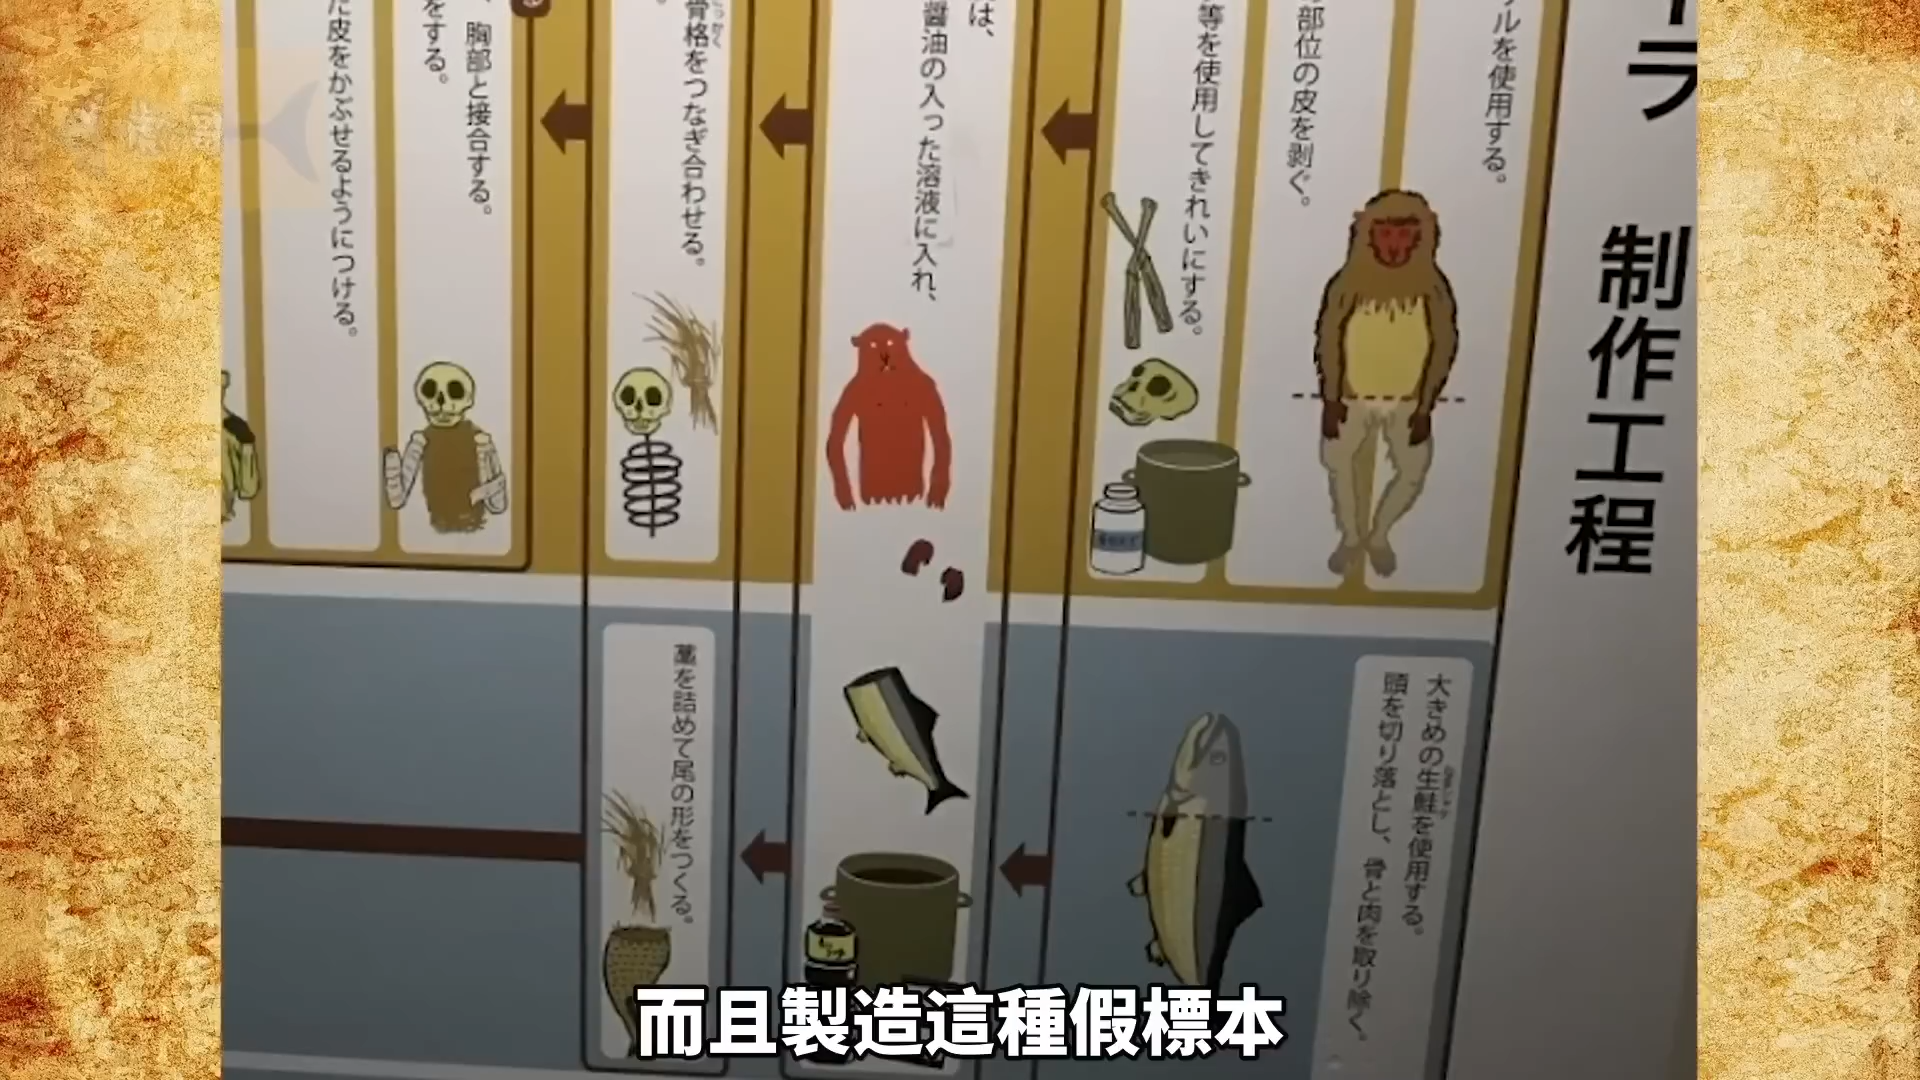 ラ 制作工程
ルを使用する。
部位の皮を剥ぐ。
等を使用してきれいにする。
は、
醤油の入った溶液に入れ、
骨格をつなぎ合わせる。
、胸部と接合する。
をする。
た皮をかぶせるようにつける。
大きめの生鮭を使用する。
頭を切り落とし、骨と肉を取り除く。
藁を詰めて尾の形をつくる。
而且製造這種假標本